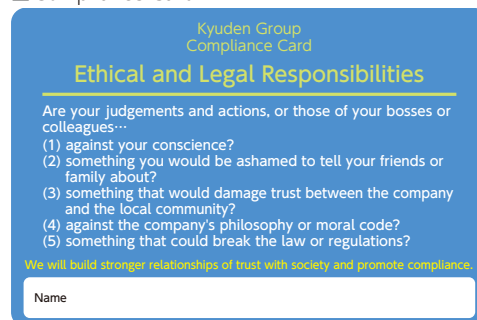 Kyuden Group
Compliance Card
Ethical and Legal Responsibilities
Are your judgements and actions, or those of your bosses or
colleagues…
(1) against your conscience?
(2) something you would be ashamed to tell your friends or
family about?
(3) something that would damage trust between the company
and the local community?
(4) against the company's philosophy or moral code?
(5) something that could break the law or regulations?
We will build stronger relationships of trust with society and promote compliance.
Name